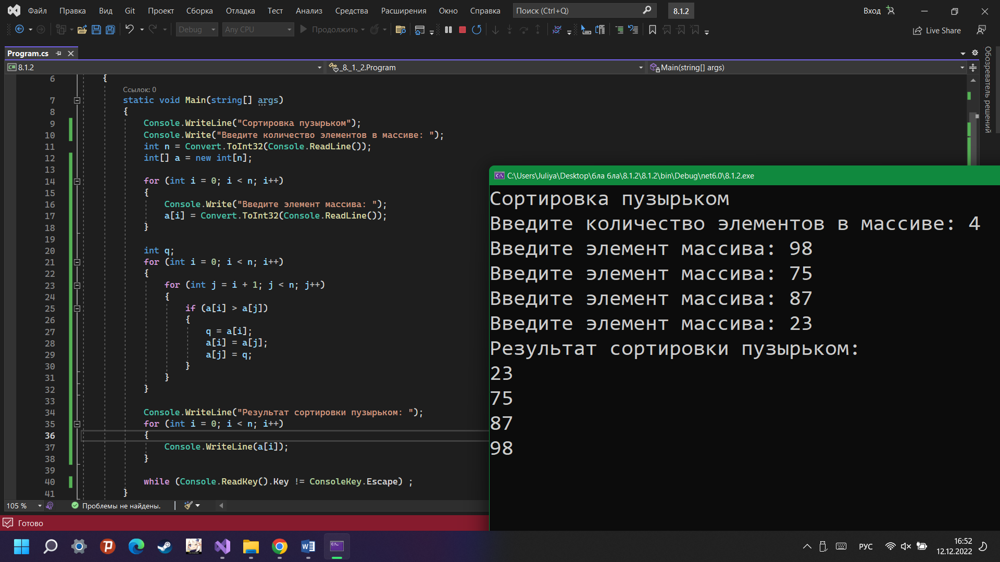 Файл Правка Вид Git Проект Сборка Отладка Тест Анализ Средства Расширения Окно Справка Поиск (Ctrl+Q) 8.1.2 Вход
Debug Any CPU Продолжить Live Share
Program.cs
C# 8.1.2 _8._1._2.Program Main(string[] args)
Обозреватель решений
6 {
Ссылок: 0
7 static void Main(string[] args)
8 {
9 Console.WriteLine("Сортировка пузырьком");
10 Console.Write("Введите количество элементов в массиве: ");
11 int n = Convert.ToInt32(Console.ReadLine());
12 int[] a = new int[n];
13
14 for (int i = 0; i < n; i++)
15 {
16 Console.Write("Введите элемент массива: ");
17 a[i] = Convert.ToInt32(Console.ReadLine());
18 }
19
20 int q;
21 for (int i = 0; i < n; i++)
22 {
23 for (int j = i + 1; j < n; j++)
24 {
25 if (a[i] > a[j])
26 {
27 q = a[i];
28 a[i] = a[j];
29 a[j] = q;
30 }
31 }
32 }
33
34 Console.WriteLine("Результат сортировки пузырьком: ");
35 for (int i = 0; i < n; i++)
36 {
37 Console.WriteLine(a[i]);
38 }
39
40 while (Console.ReadKey().Key != ConsoleKey.Escape) ;
41 }
105 % Проблемы не найдены.
Готово
C:\Users\Juliya\Desktop\бла бла\8.1.2\8.1.2\bin\Debug\net6.0\8.1.2.exe
Сортировка пузырьком
Введите количество элементов в массиве: 4
Введите элемент массива: 98
Введите элемент массива: 75
Введите элемент массива: 87
Введите элемент массива: 23
Результат сортировки пузырьком:
23
75
87
98
РУС
16:52
12.12.2022